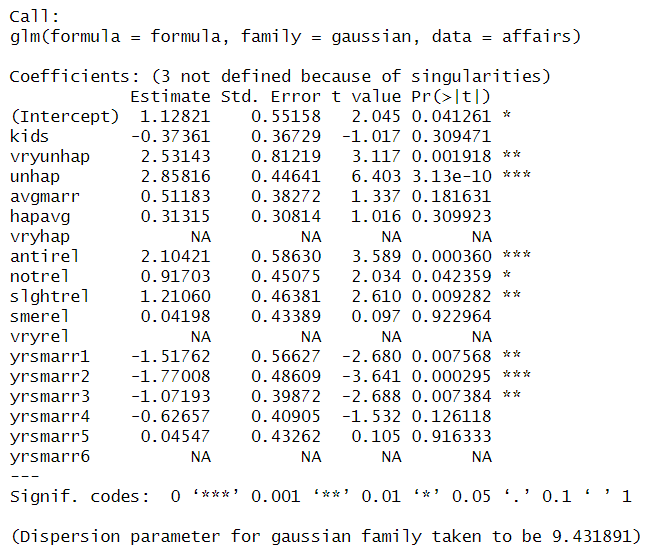 Call:
glm(formula = formula, family = gaussian, data = affairs)
Coefficients: (3 not defined because of singularities)
            Estimate Std. Error t value Pr(>|t|)
(Intercept)  1.12821    0.55158   2.045 0.041261 *
kids        -0.37361    0.36729  -1.017 0.309471
vryunhap     2.53143    0.81219   3.117 0.001918 **
unhap        2.85816    0.44641   6.403 3.13e-10 ***
avgmarr      0.51183    0.38272   1.337 0.181631
hapavg       0.31315    0.30814   1.016 0.309923
vryhap            NA         NA      NA       NA
antirel      2.10421    0.58630   3.589 0.000360 ***
notrel       0.91703    0.45075   2.034 0.042359 *
slghtrel     1.21060    0.46381   2.610 0.009282 **
smerel       0.04198    0.43389   0.097 0.922964
vryrel            NA         NA      NA       NA
yrsmarr1    -1.51762    0.56627  -2.680 0.007568 **
yrsmarr2    -1.77008    0.48609  -3.641 0.000295 ***
yrsmarr3    -1.07193    0.39872  -2.688 0.007384 **
yrsmarr4    -0.62657    0.40905  -1.532 0.126118
yrsmarr5     0.04547    0.43262   0.105 0.916333
yrsmarr6          NA         NA      NA       NA
---
Signif. codes:  0 ‘***’ 0.001 ‘**’ 0.01 ‘*’ 0.05 ‘.’ 0.1 ‘ ’ 1
(Dispersion parameter for gaussian family taken to be 9.431891)